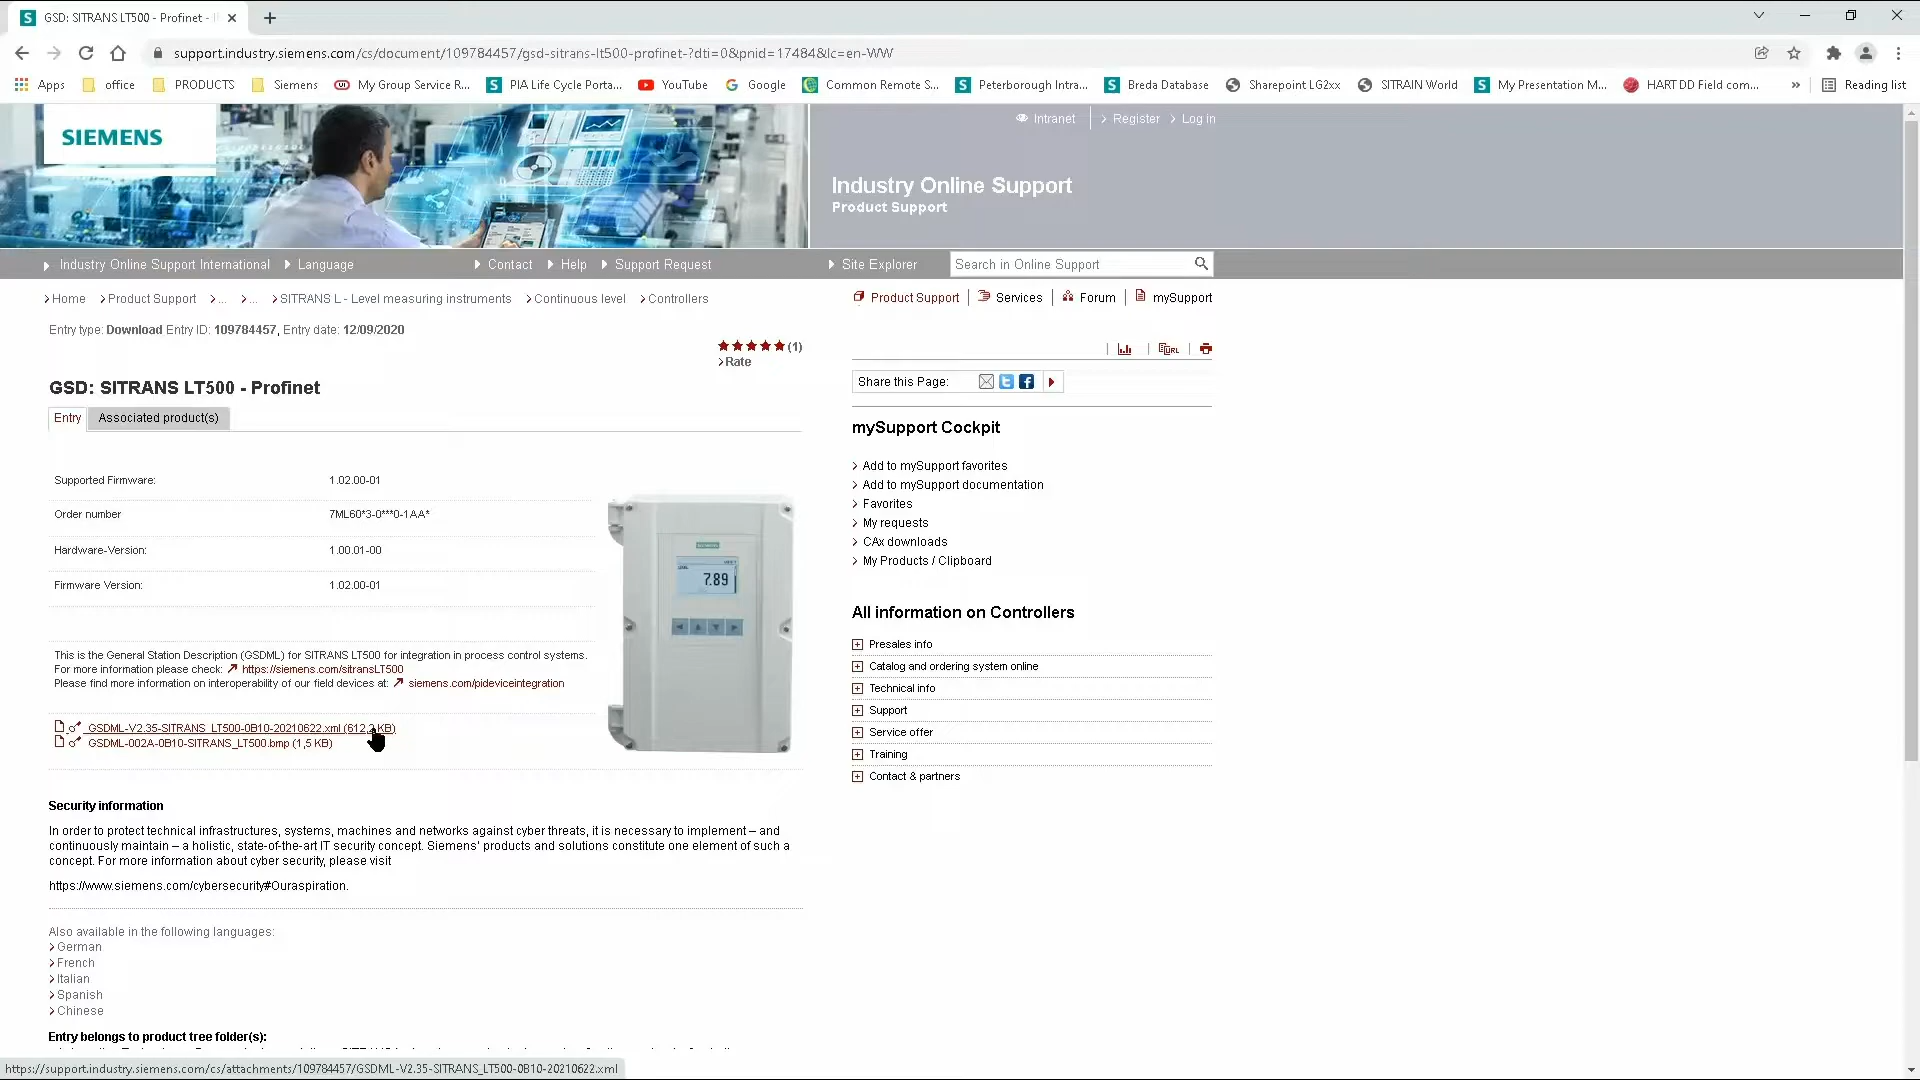 GSD: SITRANS LT500 - Profinet -
support.industry.siemens.com/cs/document/109784457/gsd-sitrans-lt500-profinet-?dti=0&pnid=17484&lc=en-WW
Apps office PRODUCTS Siemens My Group Service R... PIA Life Cycle Porta... YouTube Google Common Remote S... Peterborough Intra... Breda Database Sharepoint LG2xx SITRAIN World My Presentation M... HART DD Field com... » Reading list
SIEMENS
Intranet Register Log in
Industry Online Support
Product Support
Industry Online Support International Language Contact Help Support Request Site Explorer Search in Online Support
Home Product Support ... ... SITRANS L - Level measuring instruments Continuous level Controllers
Product Support Services Forum mySupport
Entry type: Download Entry ID: 109784457, Entry date: 12/09/2020
(1)
Rate
URL
GSD: SITRANS LT500 - Profinet
Share this Page:
Entry Associated product(s)
mySupport Cockpit
Add to mySupport favorites
Add to mySupport documentation
Favorites
My requests
CAx downloads
My Products / Clipboard
Supported Firmware: 1.02.00-01
Order number 7ML60*3-0***0-1AA*
Hardware-Version: 1.00.01-00
Firmware Version: 1.02.00-01
SIEMENS
7.89
All information on Controllers
Presales info
Catalog and ordering system online
Technical info
Support
Service offer
Training
Contact & partners
This is the General Station Description (GSDML) for SITRANS LT500 for integration in process control systems.
For more information please check: https://siemens.com/sitransLT500
Please find more information on interoperability of our field devices at: siemens.com/pideviceintegration
GSDML-V2.35-SITRANS_LT500-0B10-20210622.xml (612,2 KB)
GSDML-002A-0B10-SITRANS_LT500.bmp (1,5 KB)
Security information
In order to protect technical infrastructures, systems, machines and networks against cyber threats, it is necessary to implement – and
continuously maintain – a holistic, state-of-the-art IT security concept. Siemens' products and solutions constitute one element of such a
concept. For more information about cyber security, please visit
https://www.siemens.com/cybersecurity#Ouraspiration.
Also available in the following languages:
German
French
Italian
Spanish
Chinese
Entry belongs to product tree folder(s):
https://support.industry.siemens.com/cs/attachments/109784457/GSDML-V2.35-SITRANS_LT500-0B10-20210622.xml